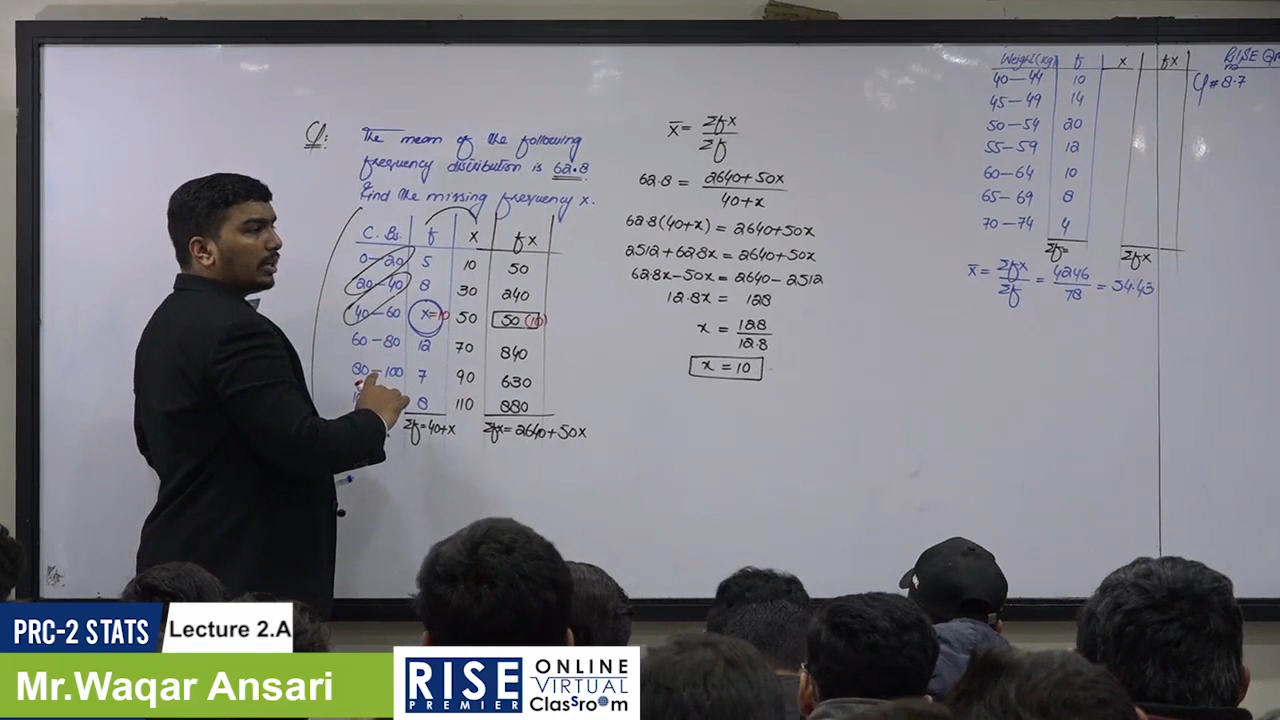 Q:
The mean of the following
frequency distribution is 62.8
Find the missing frequency x.
C. Bs. f x fx
0—20 5 10 50
20—40 8 30 240
40—60 x=10 50 50(10)
60—80 12 70 840
80—100 7 90 630
8 110 880
Σf=40+x Σfx=2640+50x
x̄ = Σfx/Σf
62.8 = 2640+50x/40+x
62.8(40+x) = 2640+50x
2512+62.8x = 2640+50x
62.8x−50x = 2640−2512
12.8x = 128
x = 128/12.8
x = 10
Weight(kg) f x fx
40—44 10
45—49 14
50—54 20
55—59 12
60—64 10
65—69 8
70—74 4
Σf= Σfx
x̄ = Σfx/Σf = 4246/78 = 54.43
RISE
Q#8.7
PRC-2 STATS
Lecture 2.A
Mr.Waqar Ansari
RISE
PREMIER
ONLINE
VIRTUAL
Classroom